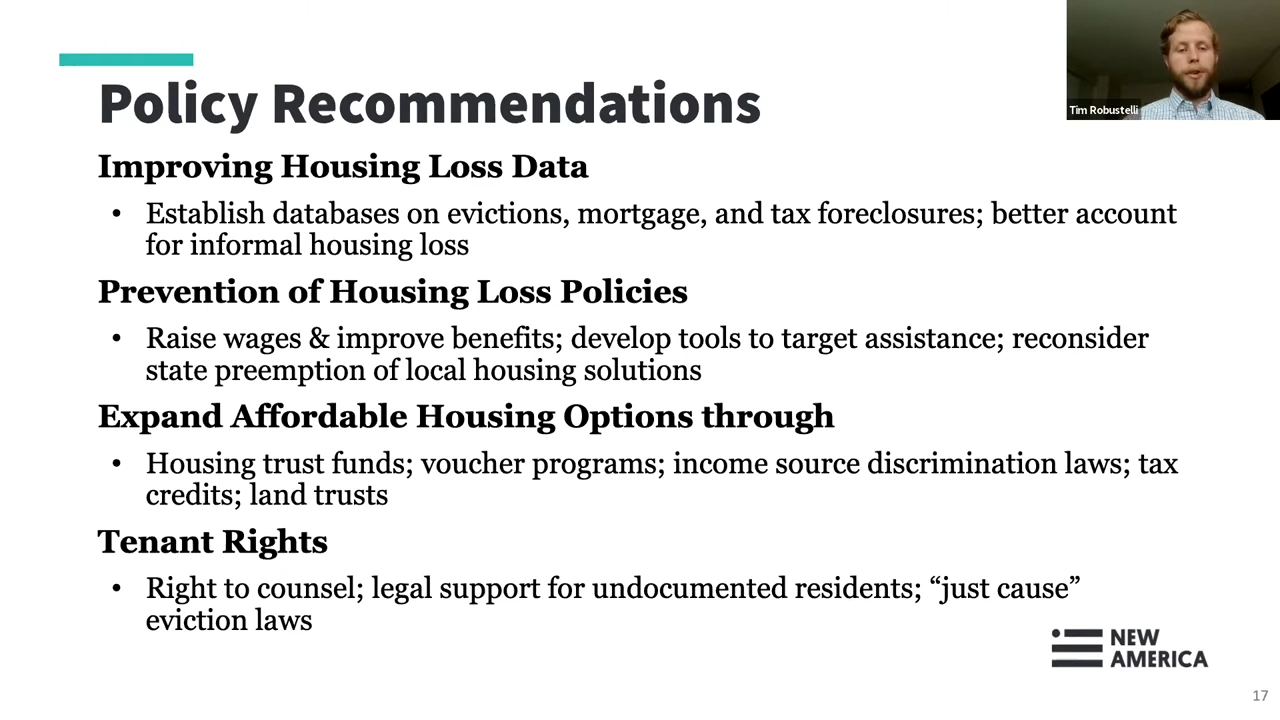 Policy Recommendations
Tim Robustelli
Improving Housing Loss Data
• Establish databases on evictions, mortgage, and tax foreclosures; better account
for informal housing loss
Prevention of Housing Loss Policies
• Raise wages & improve benefits; develop tools to target assistance; reconsider
state preemption of local housing solutions
Expand Affordable Housing Options through
• Housing trust funds; voucher programs; income source discrimination laws; tax
credits; land trusts
Tenant Rights
• Right to counsel; legal support for undocumented residents; “just cause”
eviction laws
NEW
AMERICA
17